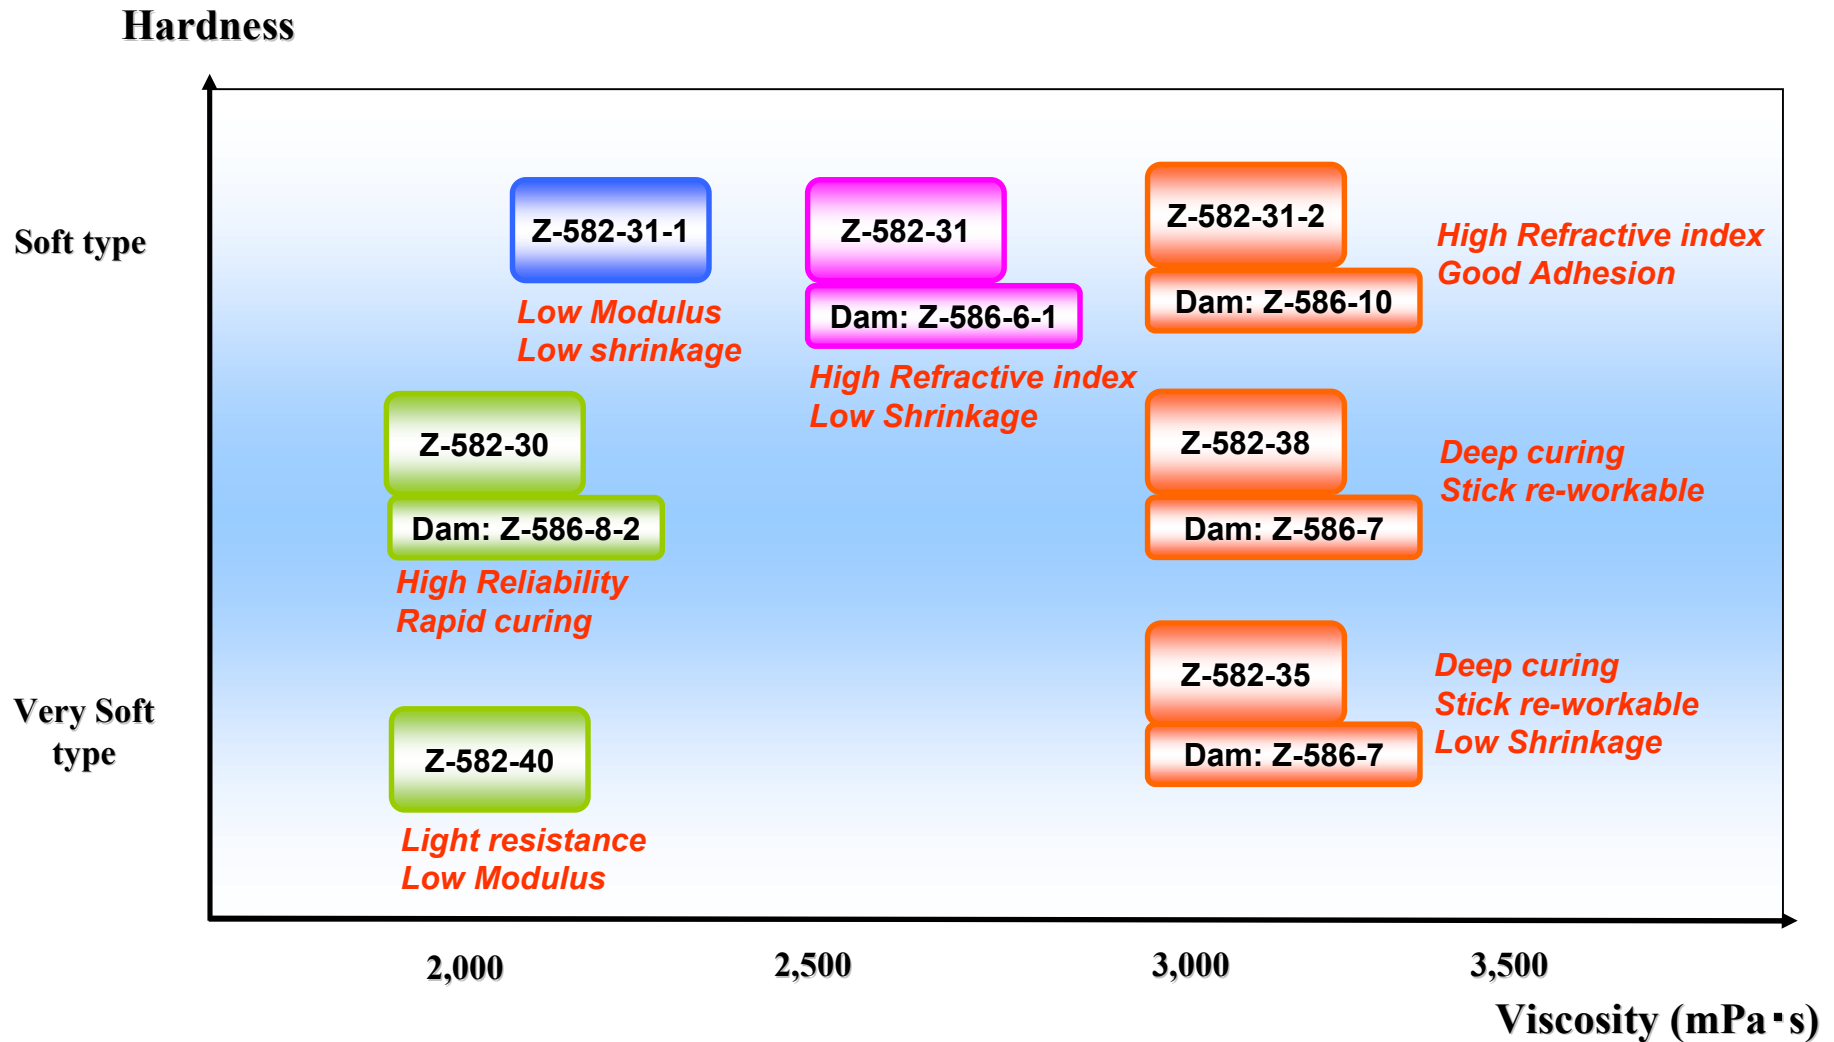 Hardness
Soft type
Z-582-31-1
Low Modulus
Low shrinkage
Z-582-31
Dam: Z-586-6-1
High Refractive index
Low Shrinkage
Z-582-31-2
Dam: Z-586-10
High Refractive index
Good Adhesion
Z-582-30
Dam: Z-586-8-2
High Reliability
Rapid curing
Z-582-38
Dam: Z-586-7
Deep curing
Stick re-workable
Very Soft
type
Z-582-40
Light resistance
Low Modulus
Z-582-35
Dam: Z-586-7
Deep curing
Stick re-workable
Low Shrinkage
2,000
2,500
3,000
3,500
Viscosity (mPa・s)